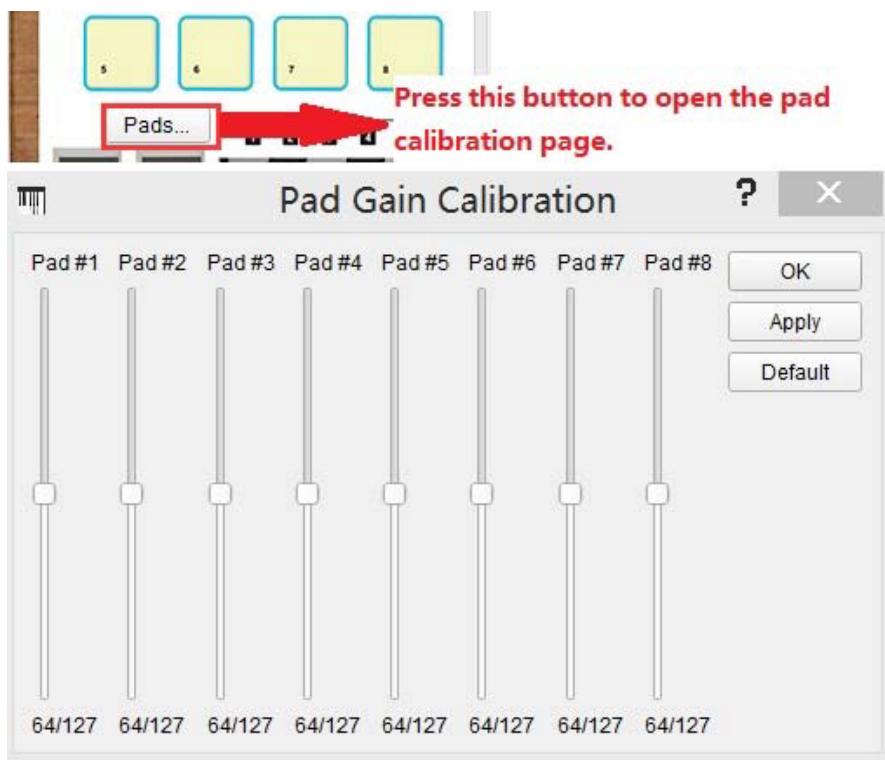 5 6 7 8
Press this button to open the pad
Pads...
calibration page.
Pad Gain Calibration ?
Pad #1 Pad #2 Pad #3 Pad #4 Pad #5 Pad #6 Pad #7 Pad #8
OK
Apply
Default
64/127 64/127 64/127 64/127 64/127 64/127 64/127 64/127